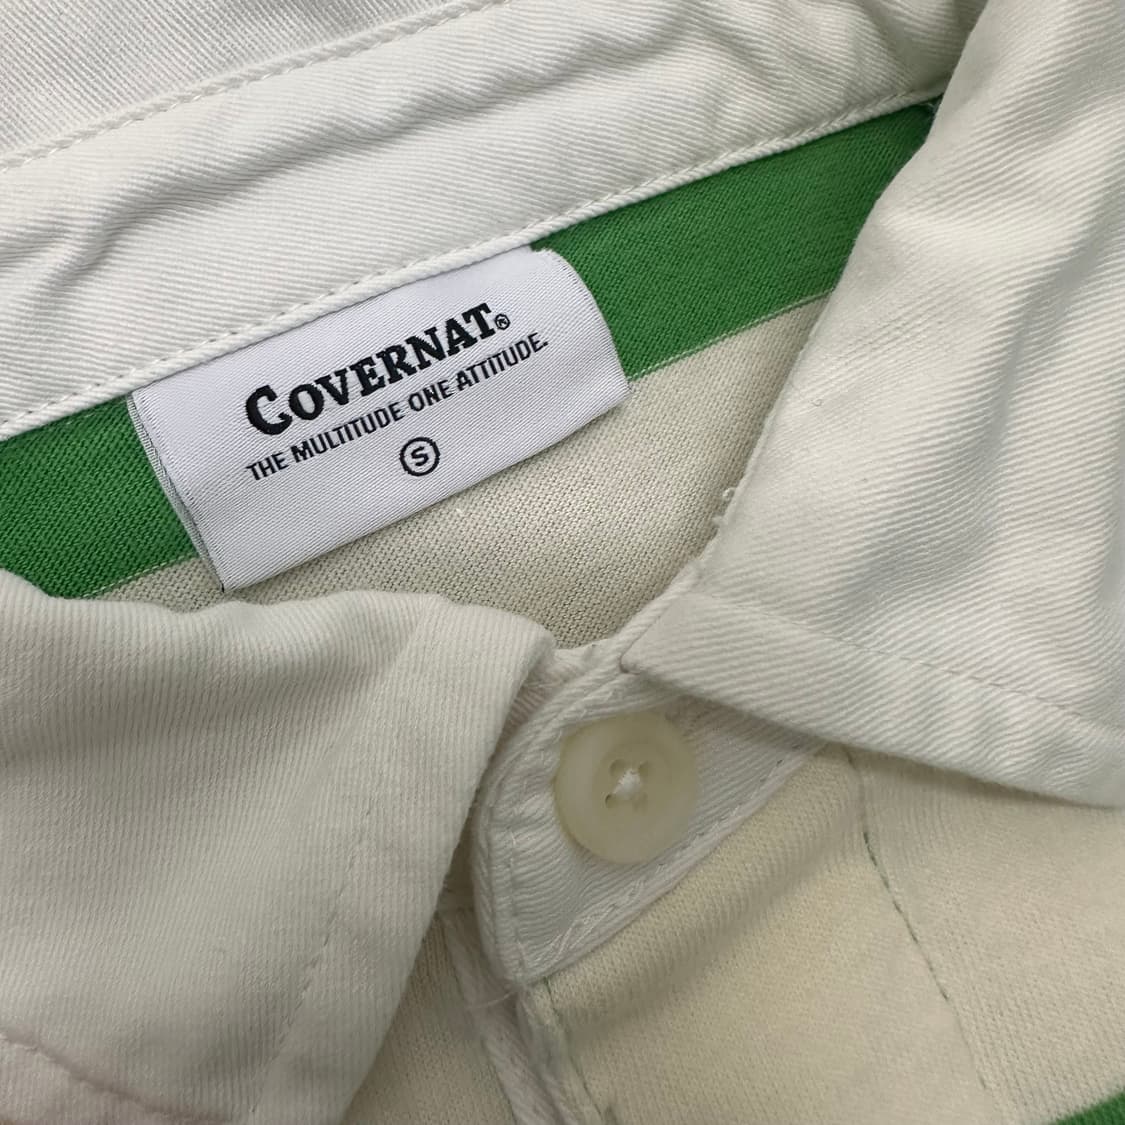 COVERNAT®
THE MULTITUDE ONE ATTITUDE.
S